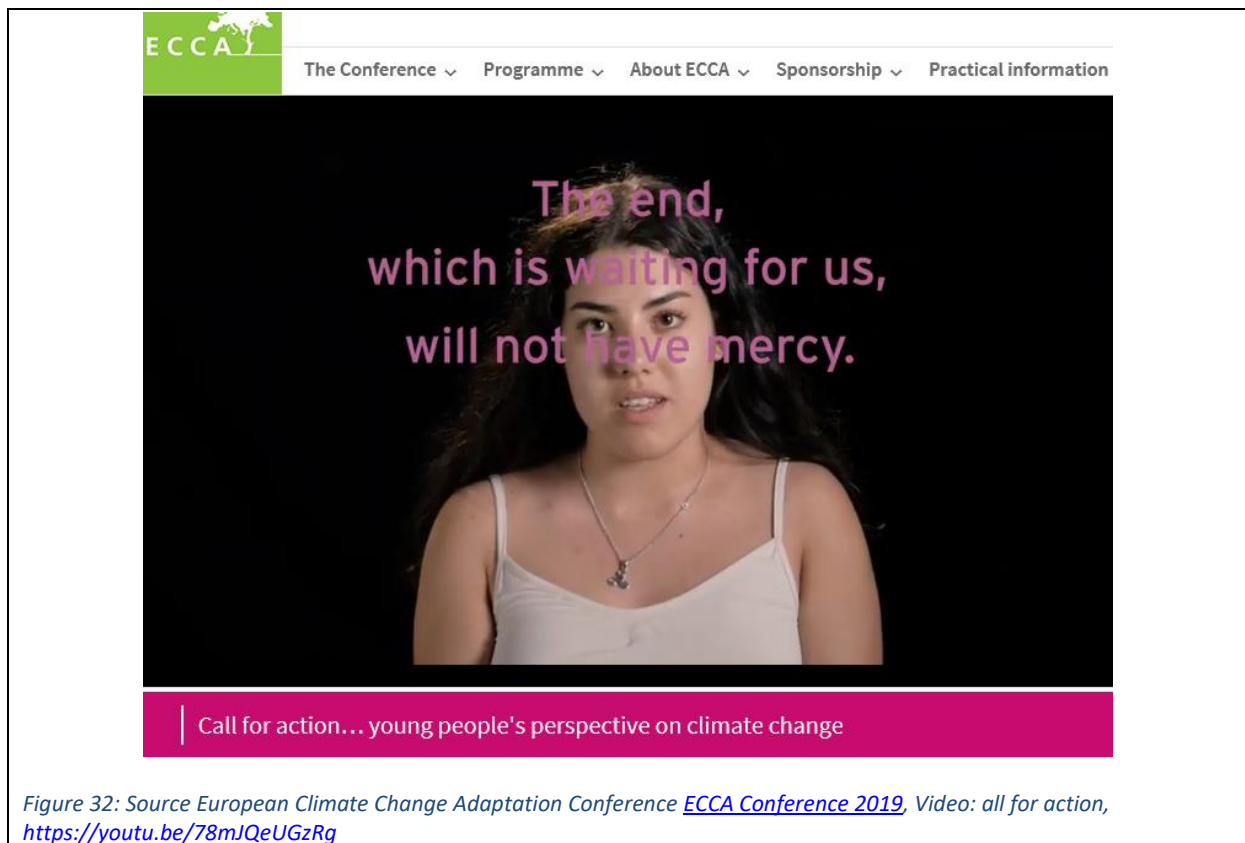 ECCA
The Conference Programme About ECCA Sponsorship Practical information
The end,
which is waiting for us,
will not have mercy.
Call for action... young people's perspective on climate change
Figure 32: Source European Climate Change Adaptation Conference ECCA Conference 2019, Video: all for action,
https://youtu.be/78mJQeUGzRg